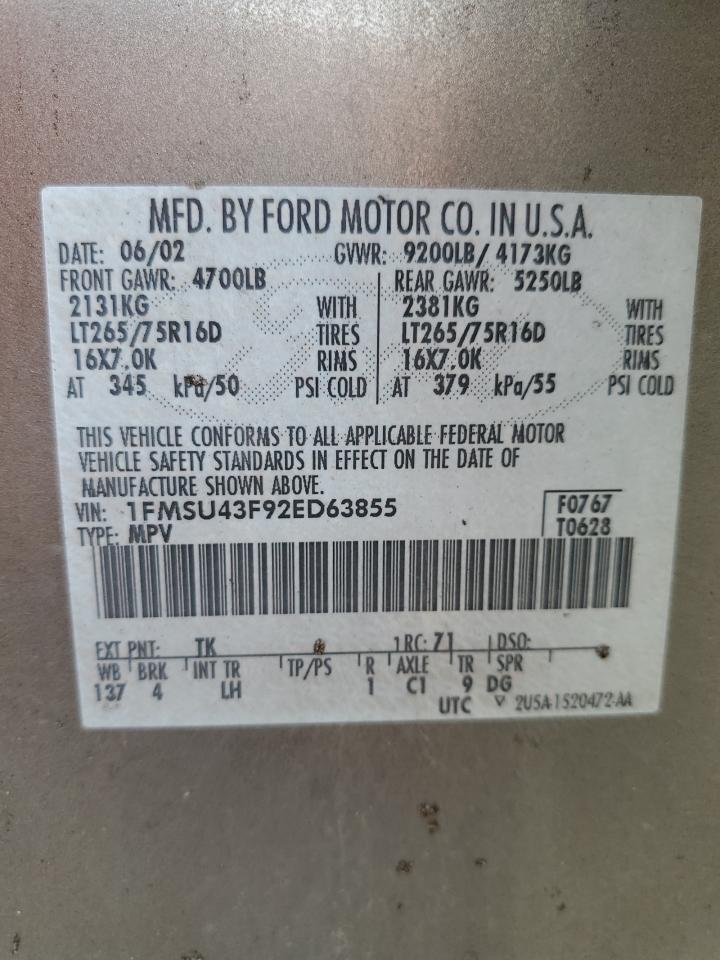 MFD. BY FORD MOTOR CO. IN U.S.A.
DATE: 06/02 GVWR: 9200LB/ 4173KG
FRONT GAWR: 4700LB REAR GAWR: 5250LB
2131KG WITH 2381KG WITH
LT265/75R16D TIRES LT265/75R16D TIRES
16X7.0K RIMS 16X7.0K RIMS
AT 345 kPa/50 PSI COLD AT 379 kPa/55 PSI COLD
THIS VEHICLE CONFORMS TO ALL APPLICABLE FEDERAL MOTOR
VEHICLE SAFETY STANDARDS IN EFFECT ON THE DATE OF
MANUFACTURE SHOWN ABOVE.
VIN: 1FMSU43F92ED63855 F0767
TYPE: MPV T0628
EXT PNT: TK RC: 71 DSO:
WB BRK INT TR TP/PS R AXLE TR SPR
137 4 LH 1 C1 9 DG
UTC ▽ 2U5A-1520472-AA